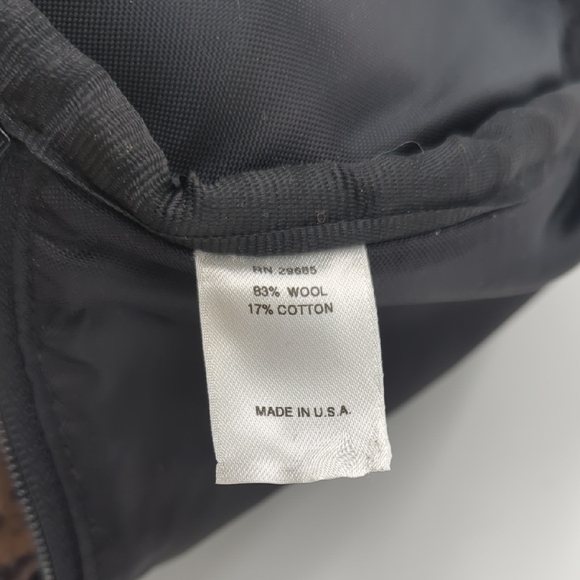 RN 29685
83% WOOL
17% COTTON
MADE IN U.S.A.